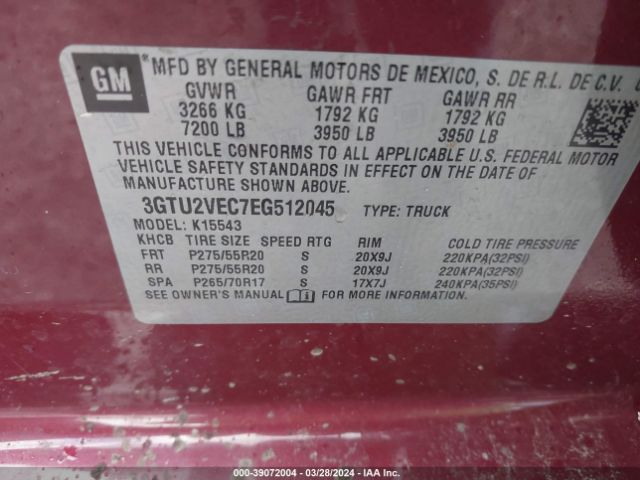 GM
MFD BY GENERAL MOTORS DE MEXICO, S. DE R.L. DE C.V.
GVWR GAWR FRT GAWR RR
3266 KG 1792 KG 1792 KG
7200 LB 3950 LB 3950 LB
THIS VEHICLE CONFORMS TO ALL APPLICABLE U.S. FEDERAL MOTOR
VEHICLE SAFETY STANDARDS IN EFFECT ON THE DATE OF
MANUFACTURE SHOWN ABOVE.
3GTU2VEC7EG512045 TYPE: TRUCK
MODEL: K15543
KHCB TIRE SIZE SPEED RTG RIM COLD TIRE PRESSURE
FRT P275/55R20 S 20X9J 220KPA(32PSI)
RR P275/55R20 S 20X9J 220KPA(32PSI)
SPA P265/70R17 S 17X7J 240KPA(35PSI)
SEE OWNER'S MANUAL FOR MORE INFORMATION.
000-39072004 | 03/28/2024 | IAA Inc.